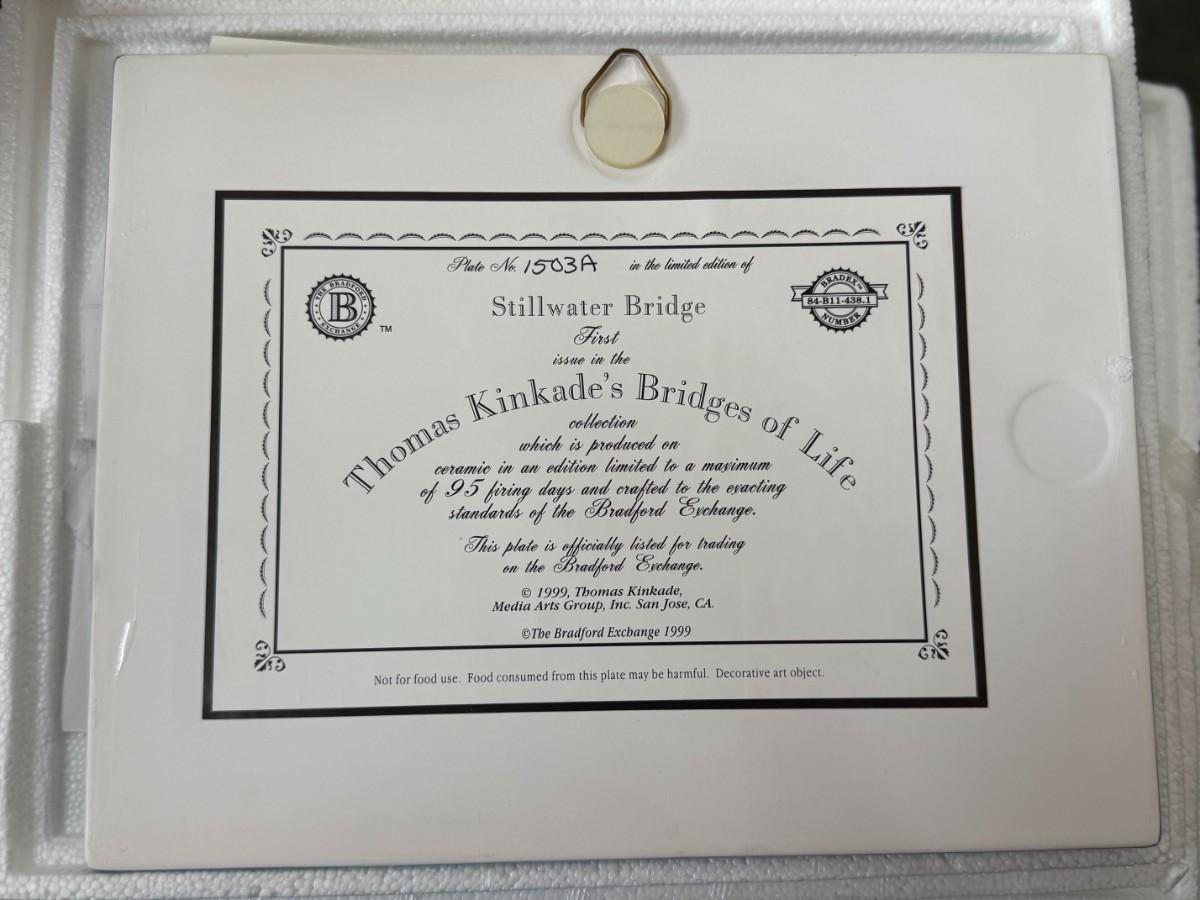 Plate No. 1503A in the limited edition of
THE BRADFORD EXCHANGE
B
TM
BRADEX™
84-B11-438.1
NUMBER
Stillwater Bridge
First
issue in the
Thomas Kinkade's Bridges of Life
collection
which is produced on
ceramic in an edition limited to a maximum
of 95 firing days and crafted to the exacting
standards of the Bradford Exchange.
This plate is officially listed for trading
on the Bradford Exchange.
© 1999, Thomas Kinkade,
Media Arts Group, Inc. San Jose, CA.
©The Bradford Exchange 1999
Not for food use. Food consumed from this plate may be harmful. Decorative art object.